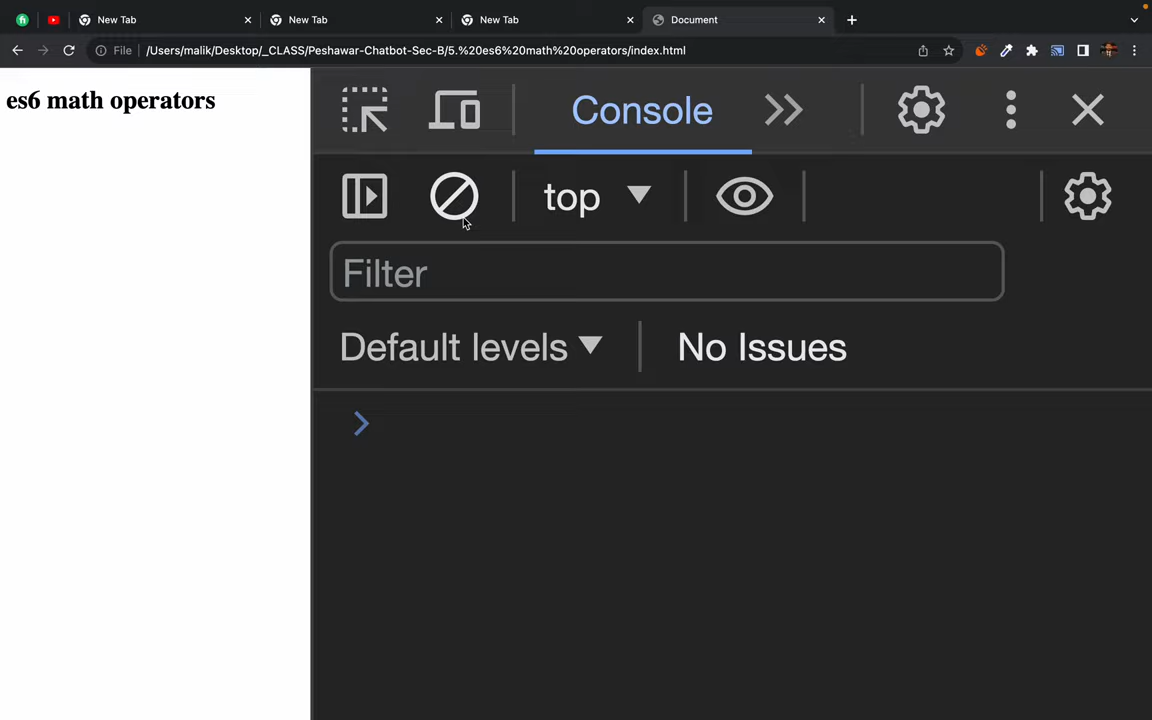 New Tab
New Tab
New Tab
Document
File
/Users/malik/Desktop/_CLASS/Peshawar-Chatbot-Sec-B/5.%20es6%20math%20operators/index.html
es6 math operators
Console
top
Filter
Default levels
No Issues